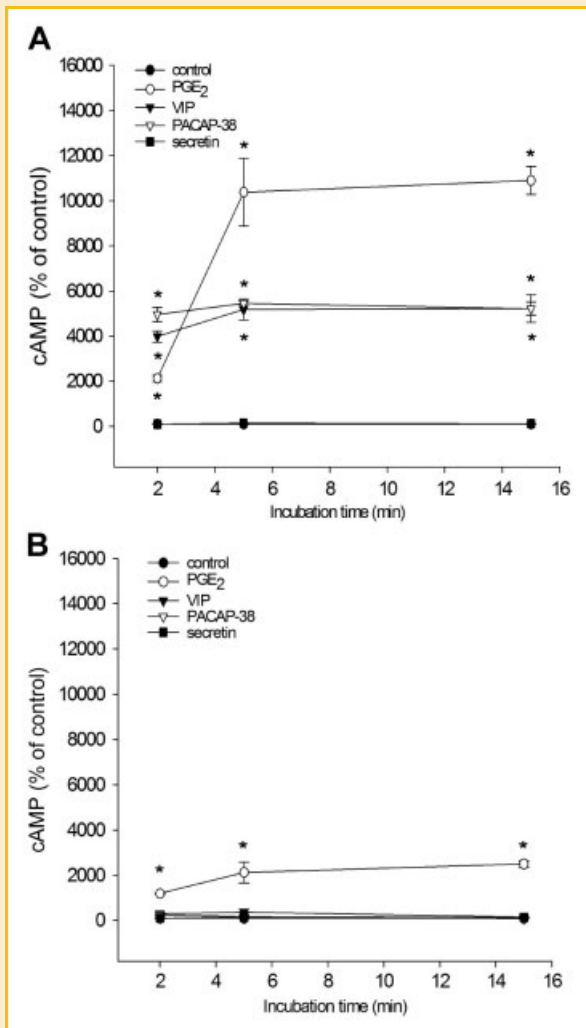 A
16000
14000
12000
10000
8000
6000
4000
2000
0
cAMP (% of control)
control
PGE2
VIP
PACAP-38
secretin
* * * * * * * * *
2 4 6 8 10 12 14 16
Incubation time (min)
B
16000
14000
12000
10000
8000
6000
4000
2000
0
cAMP (% of control)
control
PGE2
VIP
PACAP-38
secretin
* * *
2 4 6 8 10 12 14 16
Incubation time (min)